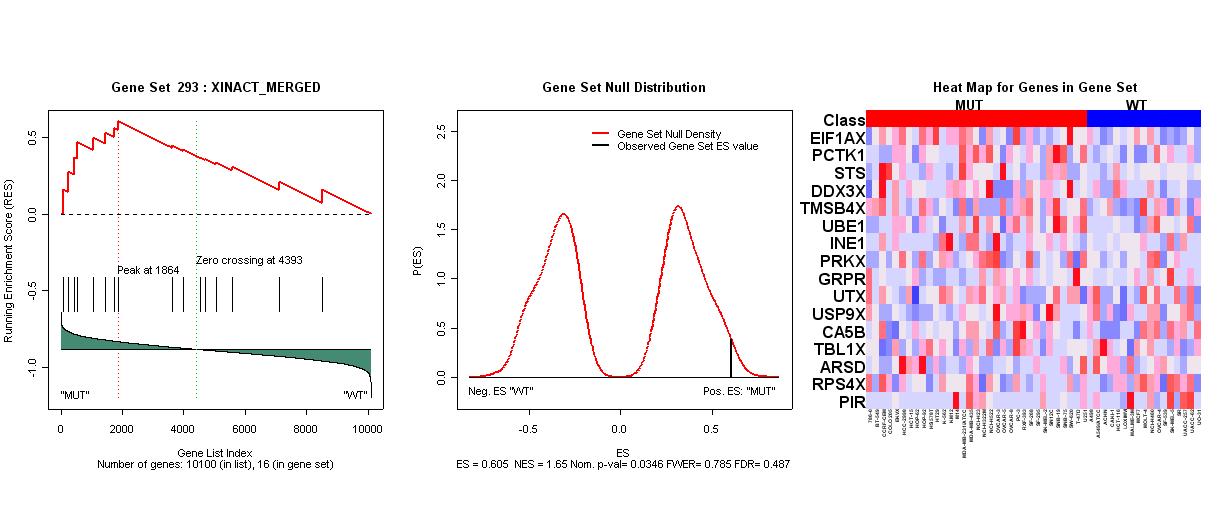 Gene Set 293 : XINACT_MERGED
Running Enrichment Score (RES)
0.5
0.0
-0.5
-1.0
Peak at 1864
Zero crossing at 4393
"MUT"
"WT"
0
2000
4000
6000
8000
10000
Gene List Index
Number of genes: 10100 (in list), 16 (in gene set)
Gene Set Null Distribution
Gene Set Null Density
Observed Gene Set ES value
P(ES)
2.5
2.0
1.5
1.0
0.5
0.0
Neg. ES "WT"
Pos. ES: "MUT"
-0.5
0.0
0.5
ES
ES = 0.605 NES = 1.65 Nom. p-val= 0.0346 FWER= 0.785 FDR= 0.487
Heat Map for Genes in Gene Set
MUT
WT
Class
EIF1AX
PCTK1
STS
DDX3X
TMSB4X
UBE1
INE1
PRKX
GRPR
UTX
USP9X
CA5B
TBL1X
ARSD
RPS4X
PIR